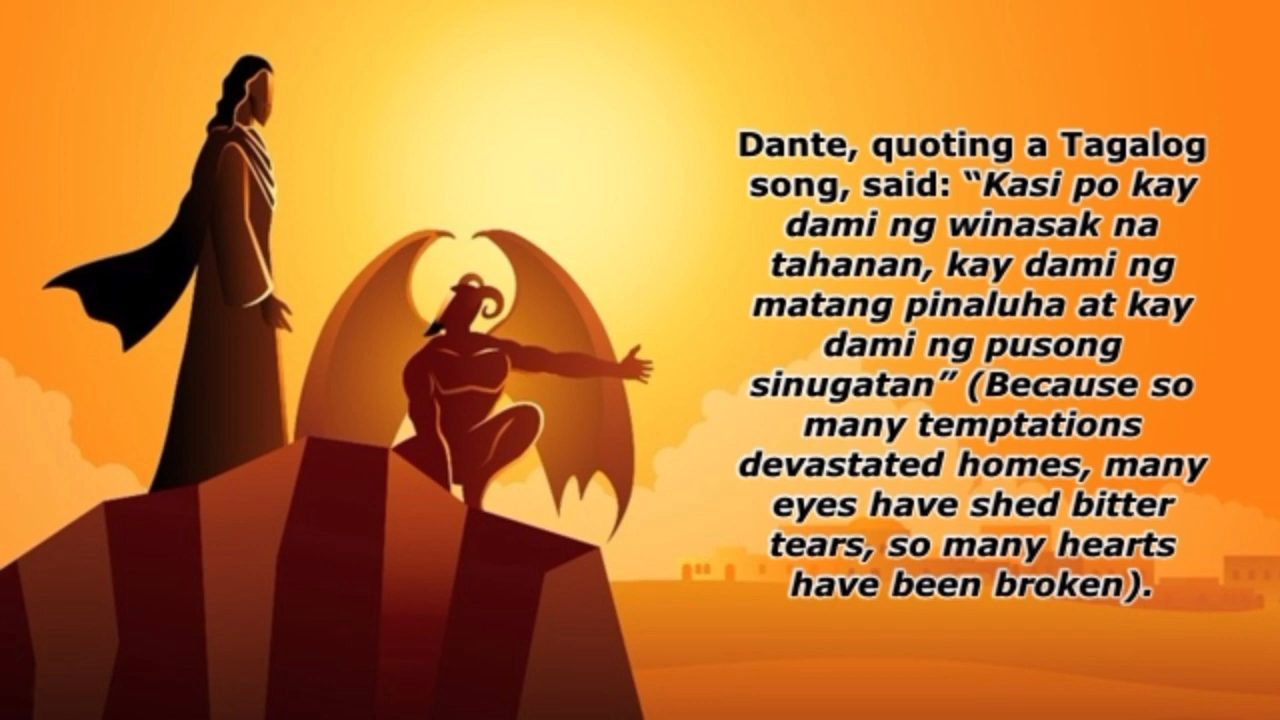 Dante, quoting a Tagalog
song, said: “Kasi po kay
dami ng winasak na
tahanan, kay dami ng
matang pinaluha at kay
dami ng pusong
sinugatan” (Because so
many temptations
devastated homes, many
eyes have shed bitter
tears, so many hearts
have been broken).